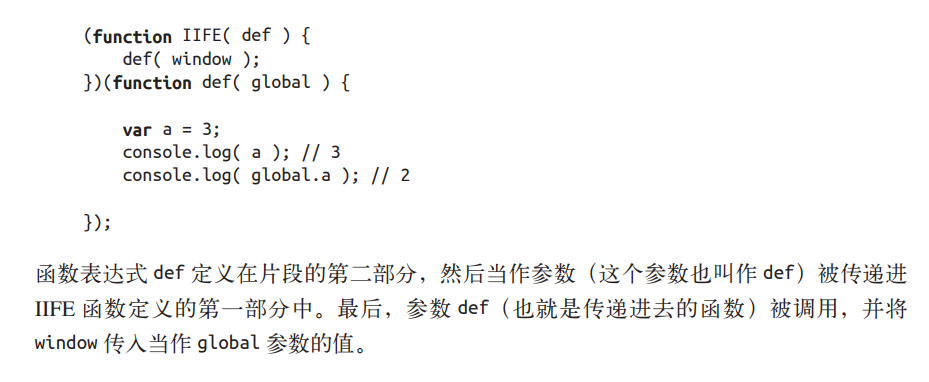 (function IIFE( def ) {
    def( window );
})(function def( global ) {
    var a = 3;
    console.log( a ); // 3
    console.log( global.a ); // 2
});
函数表达式 def 定义在片段的第二部分，然后当作参数（这个参数也叫作 def）被传递进
IIFE 函数定义的第一部分中。最后，参数 def（也就是传递进去的函数）被调用，并将
window 传入当作 global 参数的值。